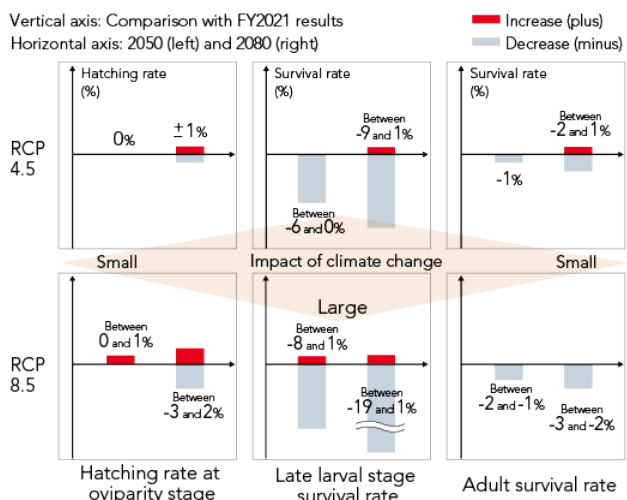 Vertical axis: Comparison with FY2021 results
Horizontal axis: 2050 (left) and 2080 (right)
Increase (plus)
Decrease (minus)
RCP
4.5
Hatching rate
(%)
0%
±1%
Survival rate
(%)
Between
-6 and 0%
Between
-9 and 1%
Survival rate
(%)
-1%
Between
-2 and 1%
Small
Impact of climate change
Small
Large
RCP
8.5
Between
0 and 1%
Between
-3 and 2%
Between
-8 and 1%
Between
-19 and 1%
Between
-2 and -1%
Between
-3 and -2%
Hatching rate at
oviparity stage
Late larval stage
survival rate
Adult survival rate